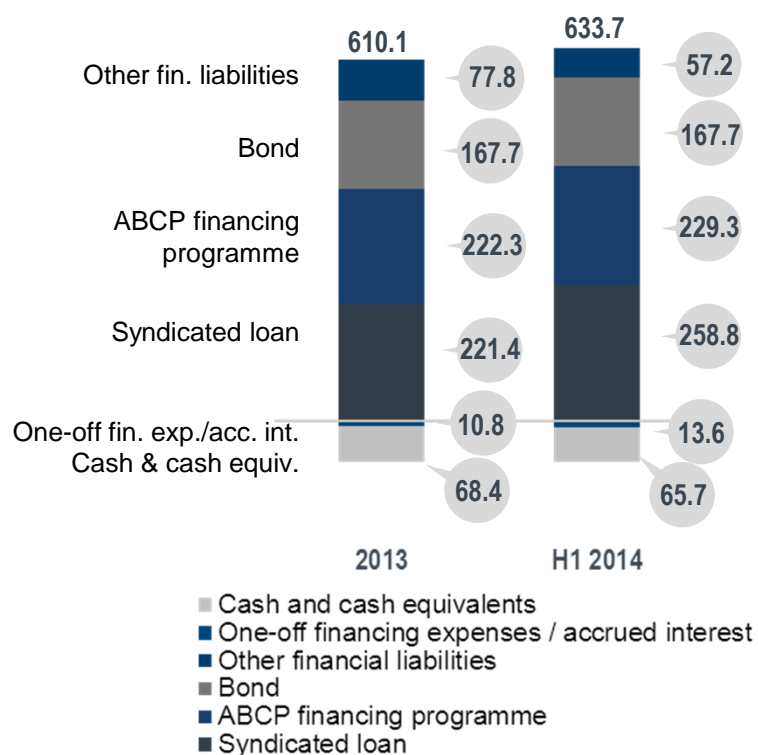 610.1
633.7
Other fin. liabilities
77.8
57.2
Bond
167.7
167.7
ABCP financing
programme
222.3
229.3
Syndicated loan
221.4
258.8
One-off fin. exp./acc. int.
10.8
13.6
Cash & cash equiv.
68.4
65.7
2013
H1 2014
Cash and cash equivalents
One-off financing expenses / accrued interest
Other financial liabilities
Bond
ABCP financing programme
Syndicated loan